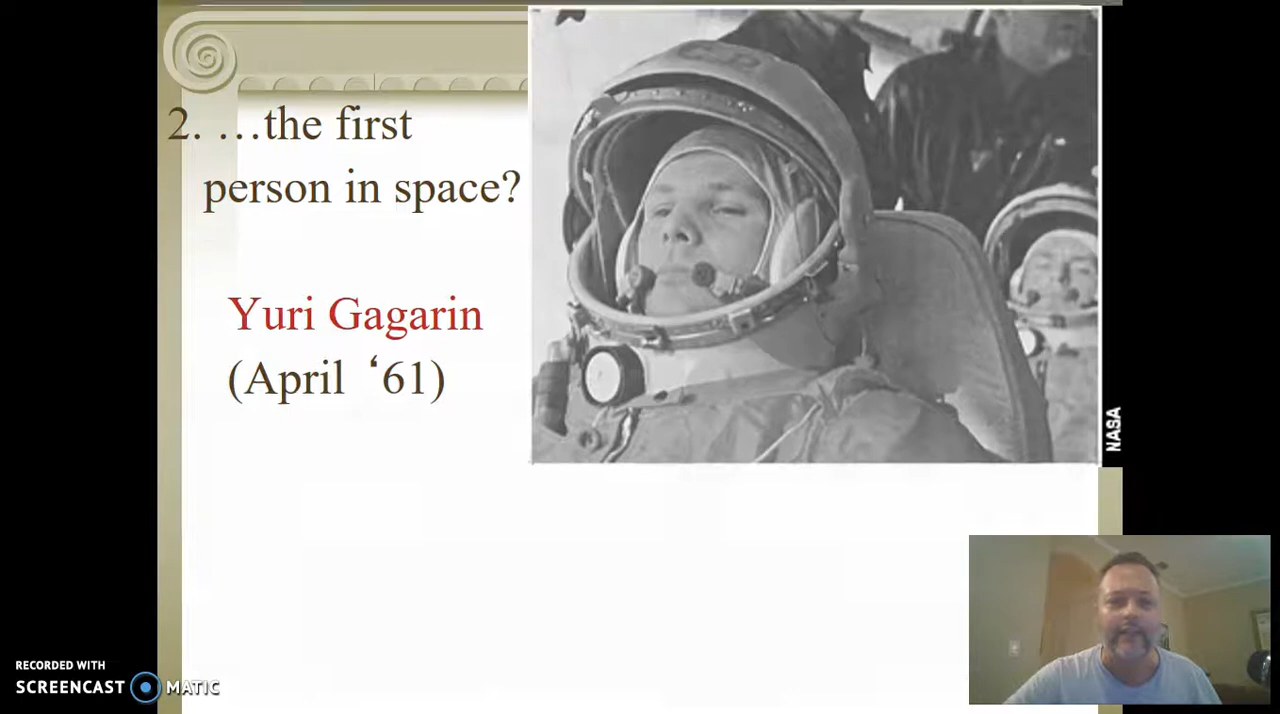 2. …the first
person in space?
Yuri Gagarin
(April ‘61)
NASA
RECORDED WITH
SCREENCAST MATIC